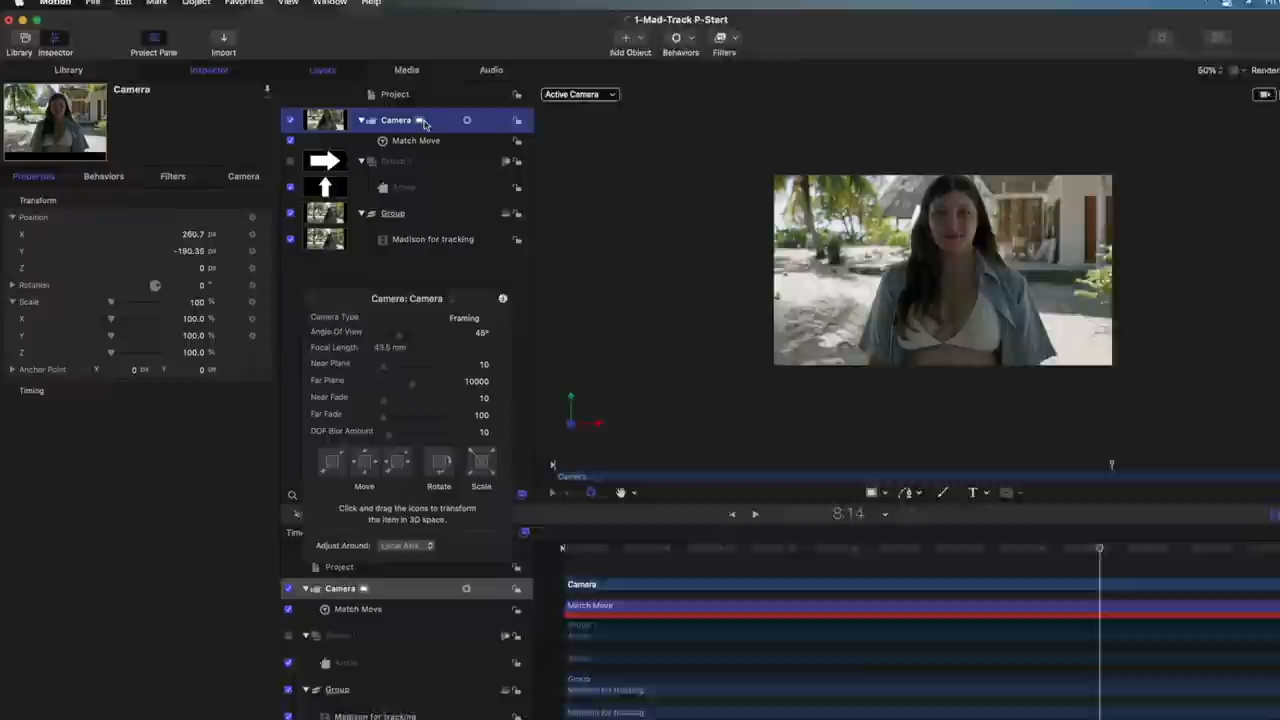 Motion File Edit Mark Object Favorites View Window Help
1-Mad-Track P-Start
Library Inspector Project Pane Import Add Object Behaviors Filters
Library Inspector Layers Media Audio 50% Render
Camera
Project
Active Camera
Camera
Match Move
Group 1
Arrow
Group
Madison for tracking
Properties Behaviors Filters Camera
Transform
Position
X 260.7 px
Y -190.35 px
Z 0 px
Rotation 0 °
Scale 100 %
X 100.0 %
Y 100.0 %
Z 100.0 %
Anchor Point X 0 px Y 0 px
Timing
Camera: Camera
Camera Type Framing
Angle Of View 45°
Focal Length 43.5 mm
Near Plane 10
Far Plane 10000
Near Fade 10
Far Fade 100
DOF Blur Amount 10
Move Rotate Scale
Click and drag the icons to transform
the item in 3D space.
Adjust Around: Local Axis
Camera
T
8:14
Project
Camera
Match Move
Group
Madison for tracking
Camera
Match Move
Group 1
Group
Madison for tracking
Madison for tracking